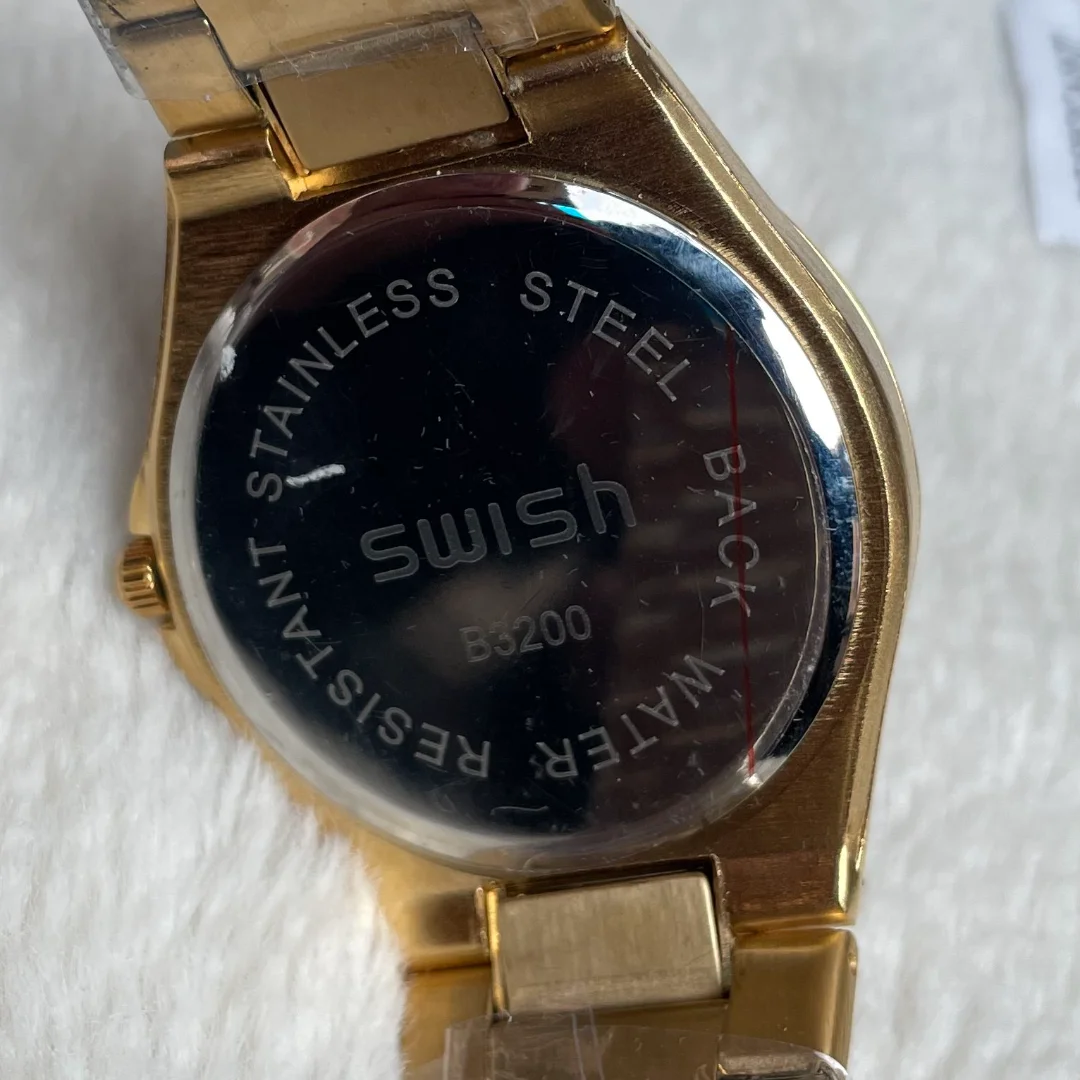 STAINLESS STEEL BACK WATER RESISTANT
swish
B3200